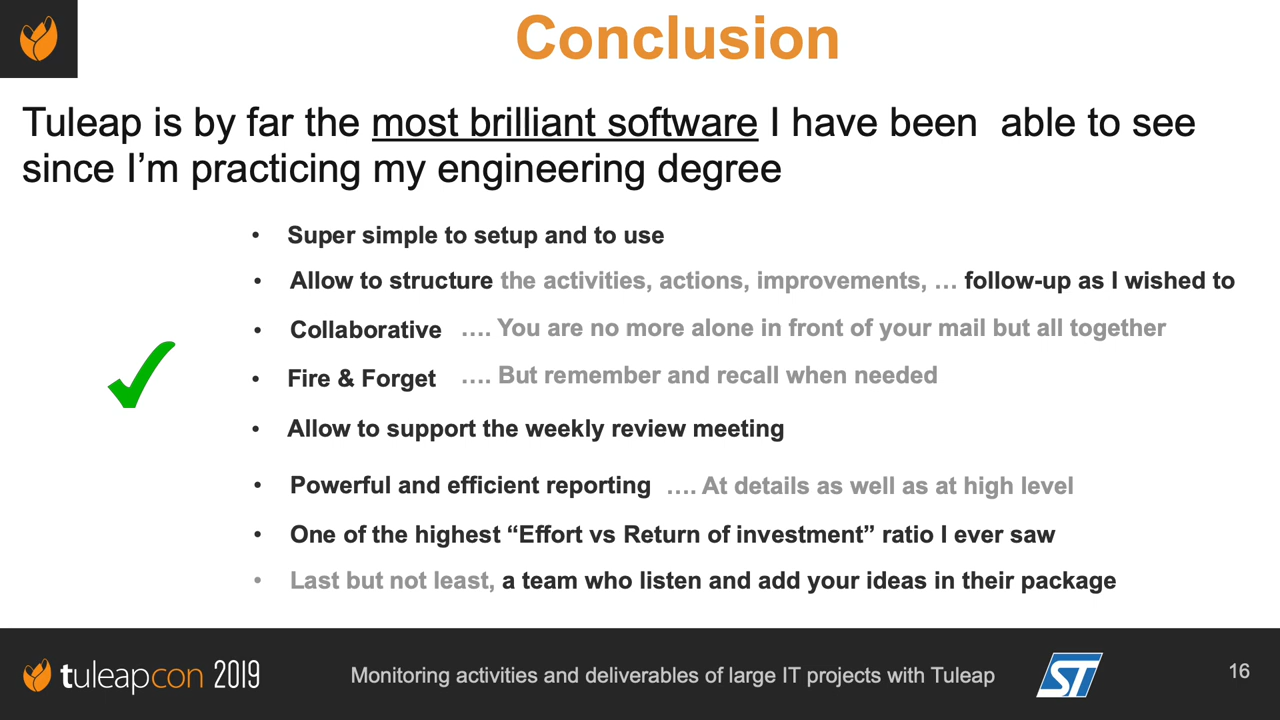 Conclusion
Tuleap is by far the most brilliant software I have been  able to see
since I’m practicing my engineering degree
• Super simple to setup and to use
• Allow to structure the activities, actions, improvements, … follow-up as I wished to
• Collaborative …. You are no more alone in front of your mail but all together
• Fire & Forget …. But remember and recall when needed
• Allow to support the weekly review meeting
• Powerful and efficient reporting …. At details as well as at high level
• One of the highest “Effort vs Return of investment” ratio I ever saw
• Last but not least, a team who listen and add your ideas in their package
tuleapcon 2019
Monitoring activities and deliverables of large IT projects with Tuleap
ST
16